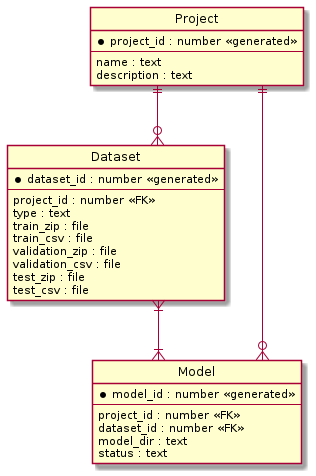 Project
project_id : number «generated»
name : text
description : text
Dataset
dataset_id : number «generated»
project_id : number «FK»
type : text
train_zip : file
train_csv : file
validation_zip : file
validation_csv : file
test_zip : file
test_csv : file
Model
model_id : number «generated»
project_id : number «FK»
dataset_id : number «FK»
model_dir : text
status : text